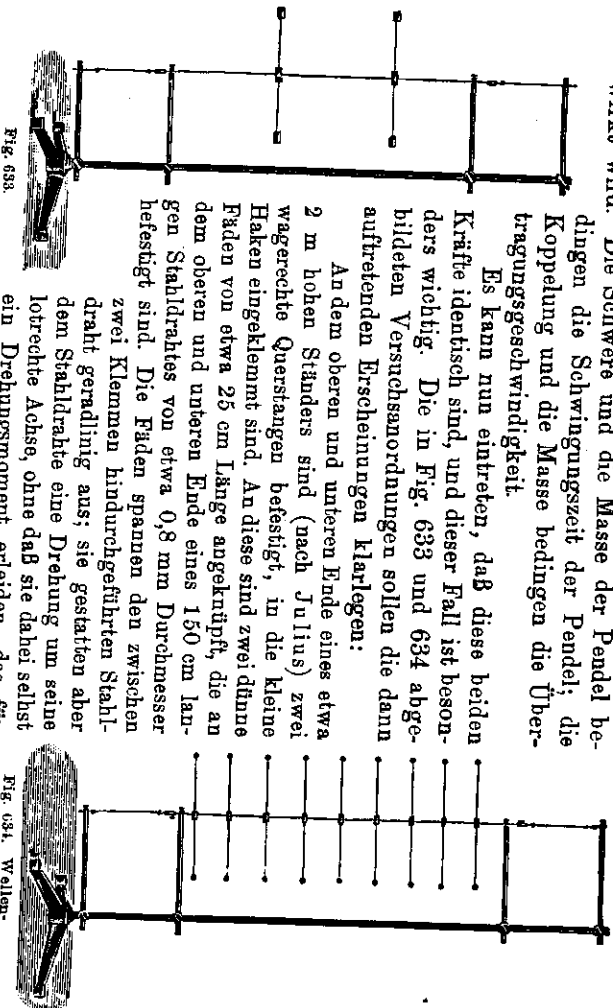 wirkt wird. Die Schwere und die Masse der Pendel be-
dingen die Schwingungszeit der Pendel; die
Koppelung und die Masse bedingen die Über-
tragungsgeschwindigkeit.
Es kann nun eintreten, daß diese beiden
Kräfte identisch sind, und dieser Fall ist beson-
ders wichtig. Die in Fig. 633 und 634 abge-
bildeten Versuchsanordnungen sollen die dann
auftretenden Erscheinungen klarlegen:
An dem oberen und unteren Ende eines etwa
2 m hohen Ständers sind (nach Julius) zwei
wagerechte Querstangen befestigt, in die kleine
Haken eingeklemmt sind. An diese sind zwei dünne
Fäden von etwa 25 cm Länge angeknüpft, die an
dem oberen und unteren Ende eines 150 cm lan-
gen Stahldrahtes von etwa 0,8 mm Durchmesser
befestigt sind. Die Fäden spannen den zwischen
zwei Klemmen hindurchgeführten Stahl-
draht geradlinig aus; sie gestatten aber
dem Stahldrahte eine Drehung um seine
lotrechte Achse, ohne daß sie dabei selbst
ein Drehungsmoment erleiden, das für
Fig. 633.
Fig. 634. Wellen-